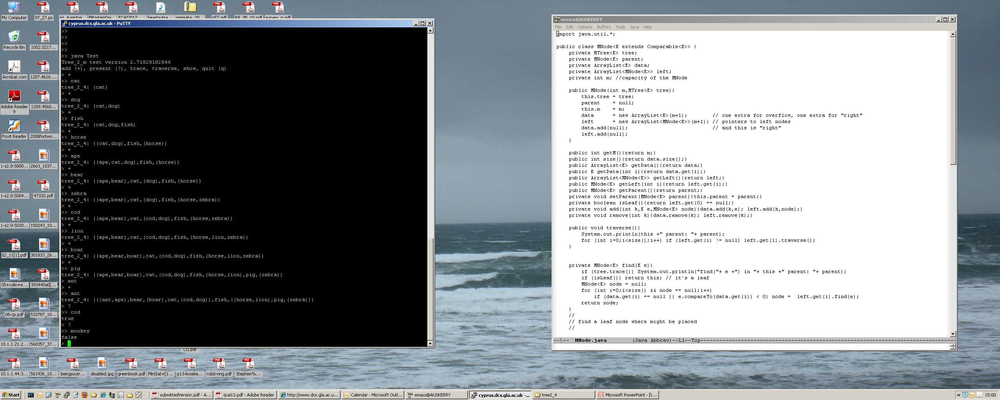 My Computer
97_27.ps
a1_4-michai...
BlitzsteinDia...
ECAI2012...
heartsutra...
minisat+_20...
p57.pdf
RR_95_10.pdf
survey_p.pdf
Recycle Bin
1002.0217...
Acrobat.com
1207.4616....
Adobe Reader
9
1209.4560...
Foxit Reader
2008fortwo...
1-s2.0-S000...
2663_1037...
1-s2.0-S004...
47332.pdf
1-s2.0-S030...
150243_10...
02_11[1].pdf
301833_26...
05+colin+e...
393440a0[...
08-cp.pdf
533787_10...
10.1.1.21.2...
560357_37...
(3).pdf
10.1.1.44.3...
561936_10...
beingssutr...
disabled.jpg
greenbook.pdf
MiniSat+[1...
p13-kroeke...
robIrving.pdf
Stephen%...
cyprus.dcs.gla.ac.uk - PuTTY
>>
>>
>>
>>
>> java Test
Tree_2_m test version 2.71828182846
add (+), present (?), trace, traverse, show, quit (q)
> +
>> cat
tree_2_4: (cat)
> +
>> dog
tree_2_4: (cat,dog)
> +
>> fish
tree_2_4: (cat,dog,fish)
> +
>> horse
tree_2_4: ((cat,dog),fish,(horse))
> +
>> ape
tree_2_4: ((ape,cat,dog),fish,(horse))
> +
>> bear
tree_2_4: ((ape,bear),cat,(dog),fish,(horse))
> +
>> zebra
tree_2_4: ((ape,bear),cat,(dog),fish,(horse,zebra))
> +
>> cod
tree_2_4: ((ape,bear),cat,(cod,dog),fish,(horse,zebra))
> +
>> lion
tree_2_4: ((ape,bear),cat,(cod,dog),fish,(horse,lion,zebra))
> +
>> boar
tree_2_4: ((ape,bear,boar),cat,(cod,dog),fish,(horse,lion,zebra))
> +
>> pig
tree_2_4: ((ape,bear,boar),cat,(cod,dog),fish,(horse,lion),pig,(zebra))
> ant
> +
>> ant
tree_2_4: (((ant,ape),bear,(boar),cat,(cod,dog)),fish,((horse,lion),pig,(zebra)))
> ?
>> cod
true
> ?
>> monkey
false
>
emacs@AUSKERRY
File Edit Options Buffers Tools Java Help
import java.util.*;
public class MNode<E extends Comparable<E>> {
private MTree<E> tree;
private MNode<E> parent;
private ArrayList<E> data;
private ArrayList<MNode<E>> left;
private int m; //capacity of the MNode
public MNode(int m,MTree<E> tree){
this.tree = tree;
parent = null;
this.m = m;
data = new ArrayList<E>(m+1); // one extra for overflow, one extra for "right"
left = new ArrayList<MNode<E>>(m+1); // pointers to left nodes
data.add(null); // and this is "right"
left.add(null);
}
public int getM(){return m;}
public int size(){return data.size();}
public ArrayList<E> getData(){return data;}
public E getData(int i){return data.get(i);}
public ArrayList<MNode<E>> getLeft(){return left;}
public MNode<E> getLeft(int i){return left.get(i);}
public MNode<E> getParent(){return parent;}
private void setParent(MNode<E> parent){this.parent = parent;}
private boolean isLeaf(){return left.get(0) == null;}
private void add(int k,E e,MNode<E> node){data.add(k,e); left.add(k,node);}
private void remove(int k){data.remove(k); left.remove(k);}
public void traverse(){
System.out.println(this +" parent: "+ parent);
for (int i=0;i<size();i++) if (left.get(i) != null) left.get(i).traverse();
}
private MNode<E> find(E e){
if (tree.trace()) System.out.println("find("+ e +") in "+ this +" parent: "+ parent);
if (isLeaf()) return this; // it's a leaf
MNode<E> node = null;
for (int i=0;i<size() && node == null;i++)
if (data.get(i) == null || e.compareTo(data.get(i)) < 0) node =  left.get(i).find(e);
return node;
}
//
// find a leaf node where might be placed
//
--\-- MNode.java (Java Abbrev)--L1--Top----
Start
submittedVersion.pdf - A...
ijcai13.pdf - Adobe Reader
http://www.dcs.gla.ac.u...
Calendar - Microsoft Outl...
emacs@AUSKERRY
cyprus.dcs.gla.ac.uk -...
tree2_4
Microsoft PowerPoint - [t...
15:00